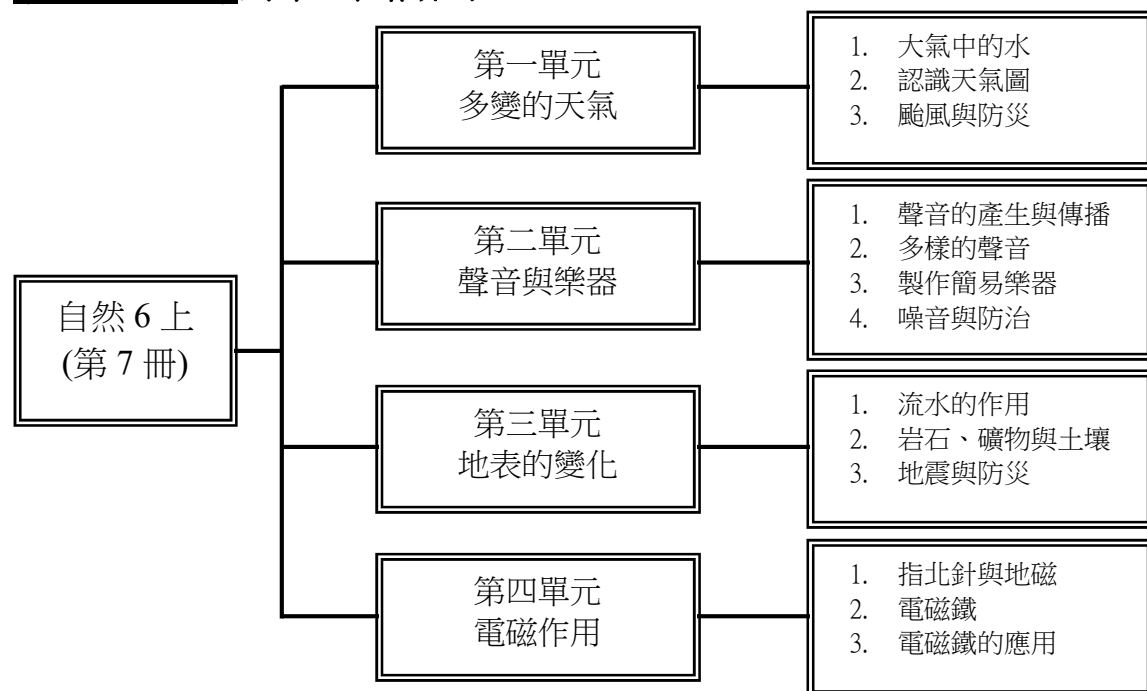 自然 6 上
(第 7 冊)
第一單元
多變的天氣
1. 大氣中的水
2. 認識天氣圖
3. 颱風與防災
第二單元
聲音與樂器
1. 聲音的產生與傳播
2. 多樣的聲音
3. 製作簡易樂器
4. 噪音與防治
第三單元
地表的變化
1. 流水的作用
2. 岩石、礦物與土壤
3. 地震與防災
第四單元
電磁作用
1. 指北針與地磁
2. 電磁鐵
3. 電磁鐵的應用